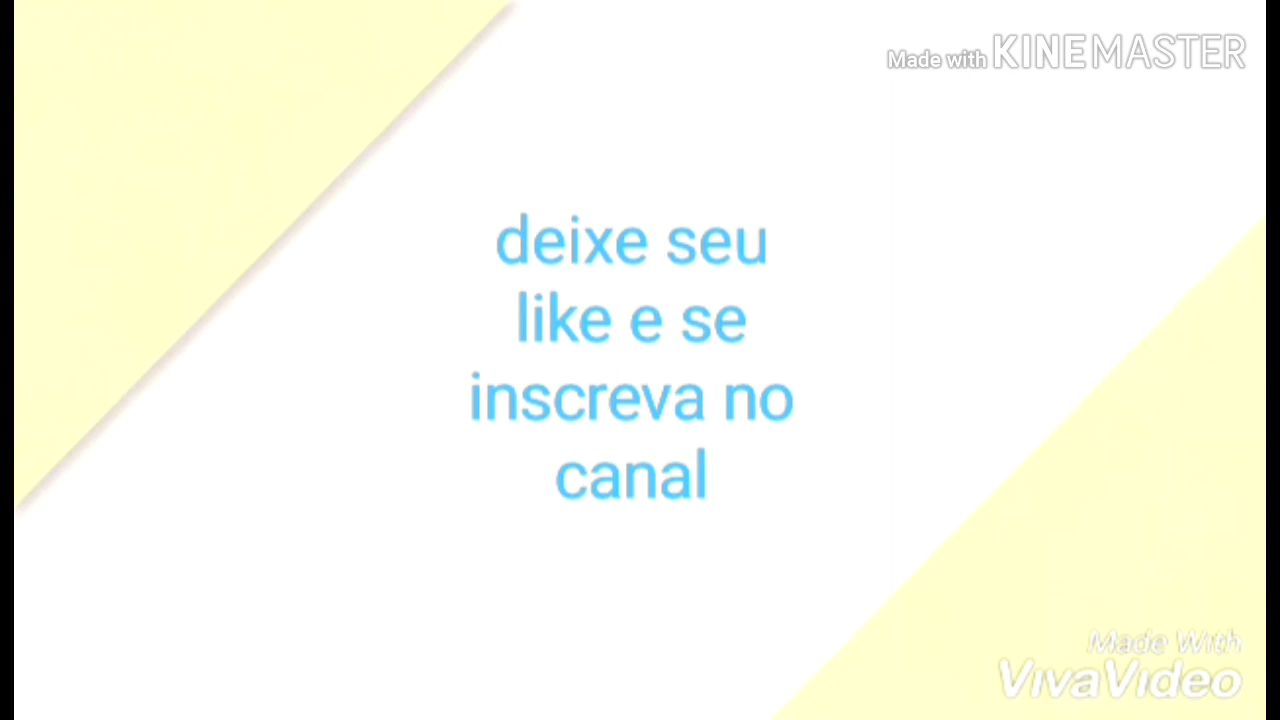 Made with KINEMASTER
deixe seu
like e se
inscreva no
canal
Made With
VivaVideo